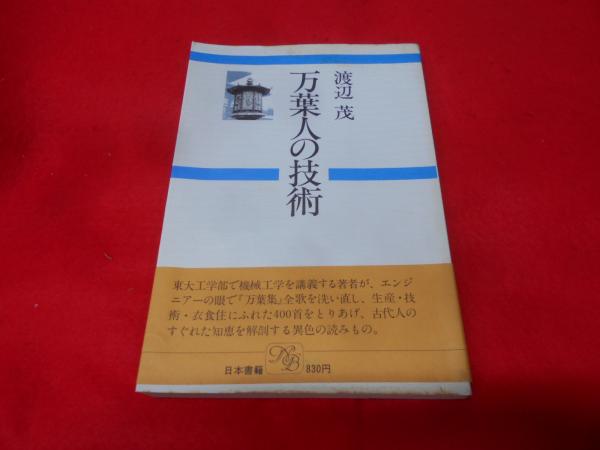 渡辺 茂
万葉人の技術
東大工学部で機械工学を講義する著者が、エンジ
ニアーの眼で『万葉集』全歌を洗い直し、生産・技
術・衣食住にふれた400首をとりあげ、古代人の
すぐれた知恵を解剖する異色の読みもの。
日本書籍 NSB 830円